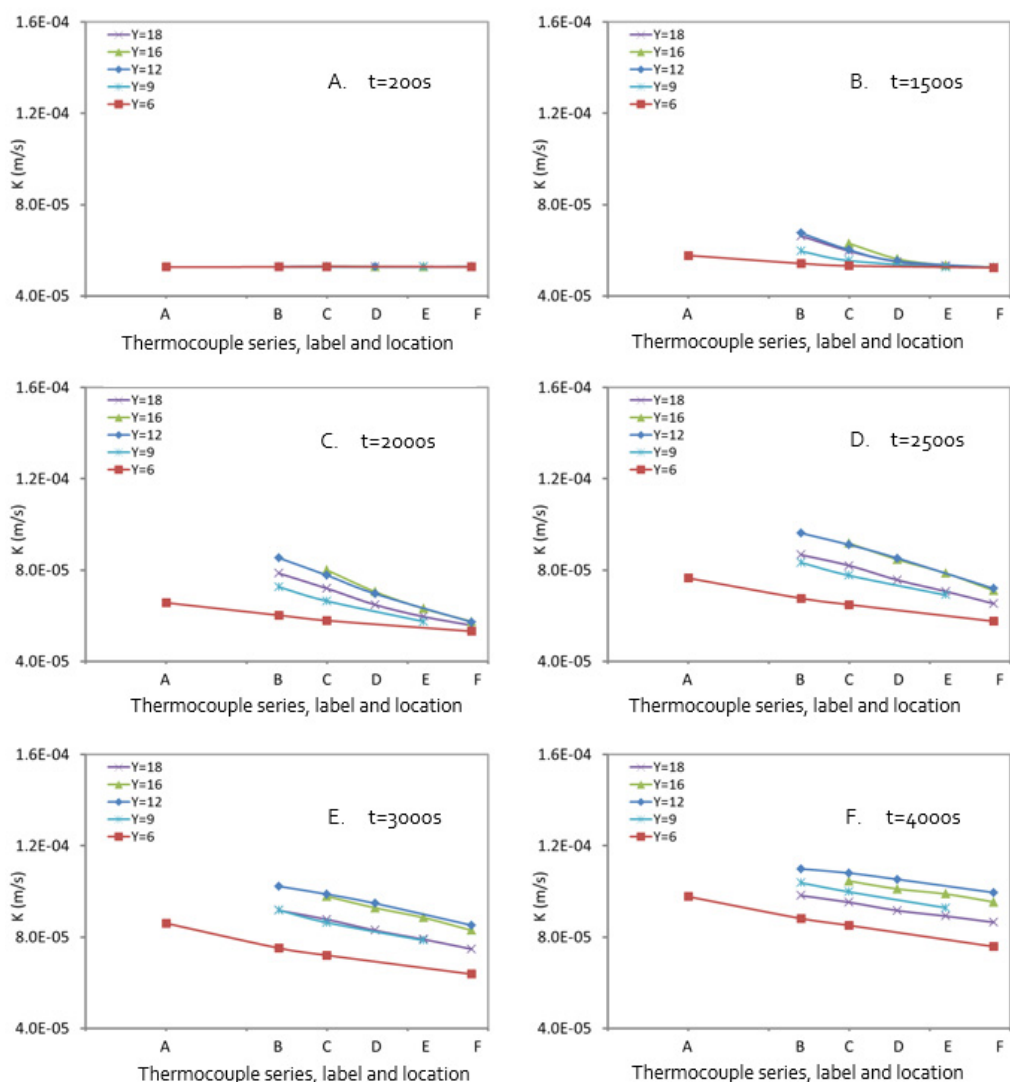 1.6E-04
1.2E-04
8.0E-05
4.0E-05
K (m/s)
Y=18
Y=16
Y=12
Y=9
Y=6
A. t=200s
A B C D E F
Thermocouple series, label and location
1.6E-04
1.2E-04
8.0E-05
4.0E-05
K (m/s)
Y=18
Y=16
Y=12
Y=9
Y=6
B. t=1500s
A B C D E F
Thermocouple series, label and location
1.6E-04
1.2E-04
8.0E-05
4.0E-05
K (m/s)
Y=18
Y=16
Y=12
Y=9
Y=6
C. t=2000s
A B C D E F
Thermocouple series, label and location
1.6E-04
1.2E-04
8.0E-05
4.0E-05
K (m/s)
Y=18
Y=16
Y=12
Y=9
Y=6
D. t=2500s
A B C D E F
Thermocouple series, label and location
1.6E-04
1.2E-04
8.0E-05
4.0E-05
K (m/s)
Y=18
Y=16
Y=12
Y=9
Y=6
E. t=3000s
A B C D E F
Thermocouple series, label and location
1.6E-04
1.2E-04
8.0E-05
4.0E-05
K (m/s)
Y=18
Y=16
Y=12
Y=9
Y=6
F. t=4000s
A B C D E F
Thermocouple series, label and location